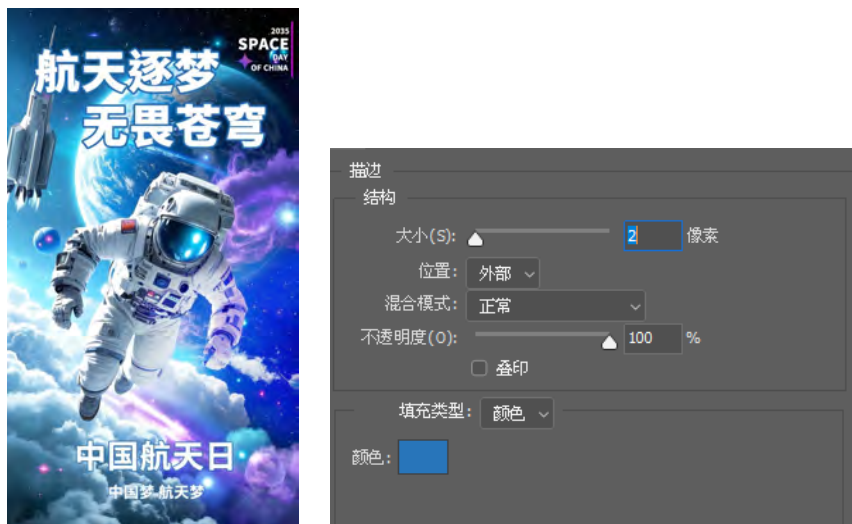 2035
SPACE
DAY
OF CHINA
航天逐梦
无畏苍穹
中国航天日
中国梦 航天梦
描边
结构
大小(S): 2 像素
位置: 外部
混合模式: 正常
不透明度(O): 100 %
叠印
填充类型: 颜色
颜色: